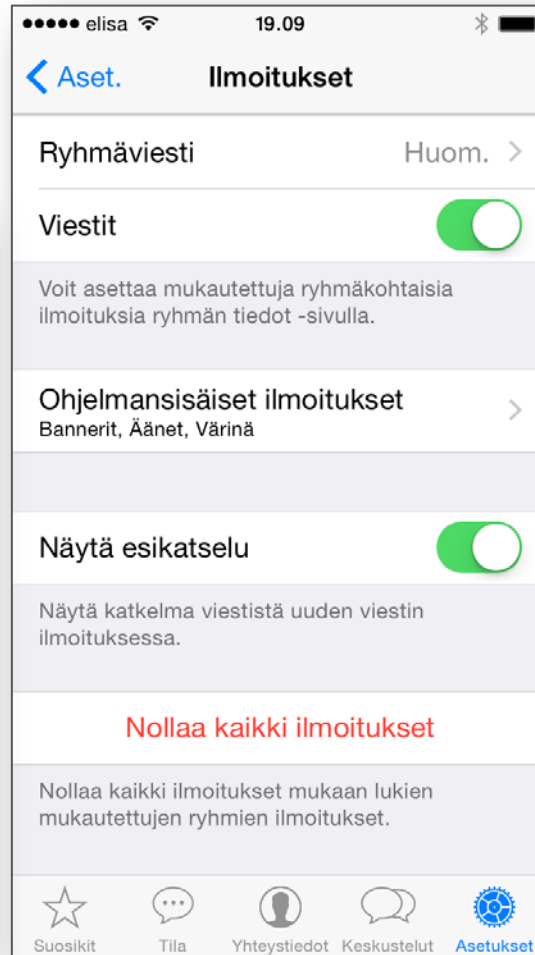 elisa 19.09
Aset. Ilmoitukset
Ryhmäviesti Huom.
Viestit
Voit asettaa mukautettuja ryhmäkohtaisia
ilmoituksia ryhmän tiedot -sivulla.
Ohjelmansisäiset ilmoitukset
Bannerit, Äänet, Värinä
Näytä esikatselu
Näytä katkelma viestistä uuden viestin
ilmoituksessa.
Nollaa kaikki ilmoitukset
Nollaa kaikki ilmoitukset mukaan lukien
mukautettujen ryhmien ilmoitukset.
Suosikit Tila Yhteystiedot Keskustelut Asetukset